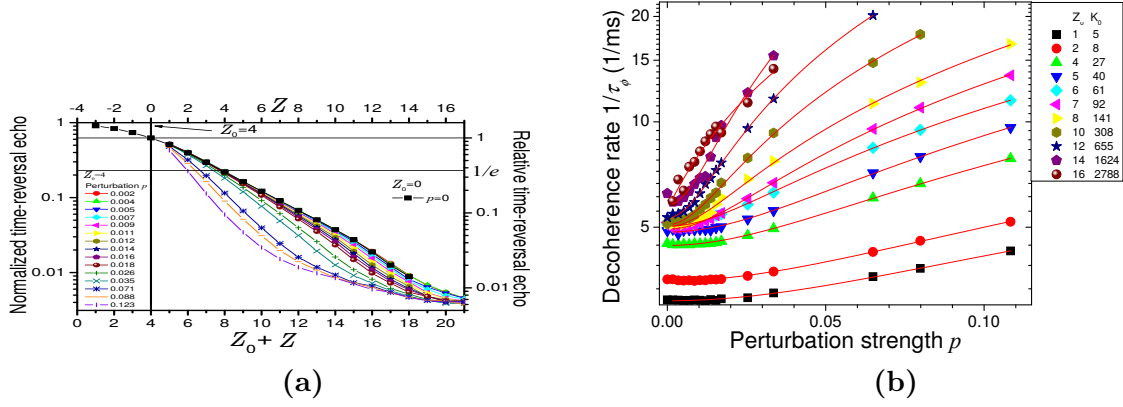 -4 -2 0 2 4 6 8 10 12 14 16
Z
Z0=4
Normalized time-reversal echo
1
0.1
0.01
Z0=4
Perturbation p
0.002
0.004
0.005
0.007
0.009
0.011
0.012
0.014
0.016
0.018
0.026
0.035
0.071
0.088
0.123
Z0=0
p=0
1
1/e
0.1
0.01
Relative time-reversal echo
0 2 4 6 8 10 12 14 16 18 20
Z0 + Z
(a)
Decoherence rate 1/τϕ (1/ms)
20
15
10
5
0.00 0.05 0.10
Perturbation strength p
K0
1 5
2 8
4 27
5 40
6 61
7 92
8 141
10 308
12 655
14 1624
16 2788
(b)